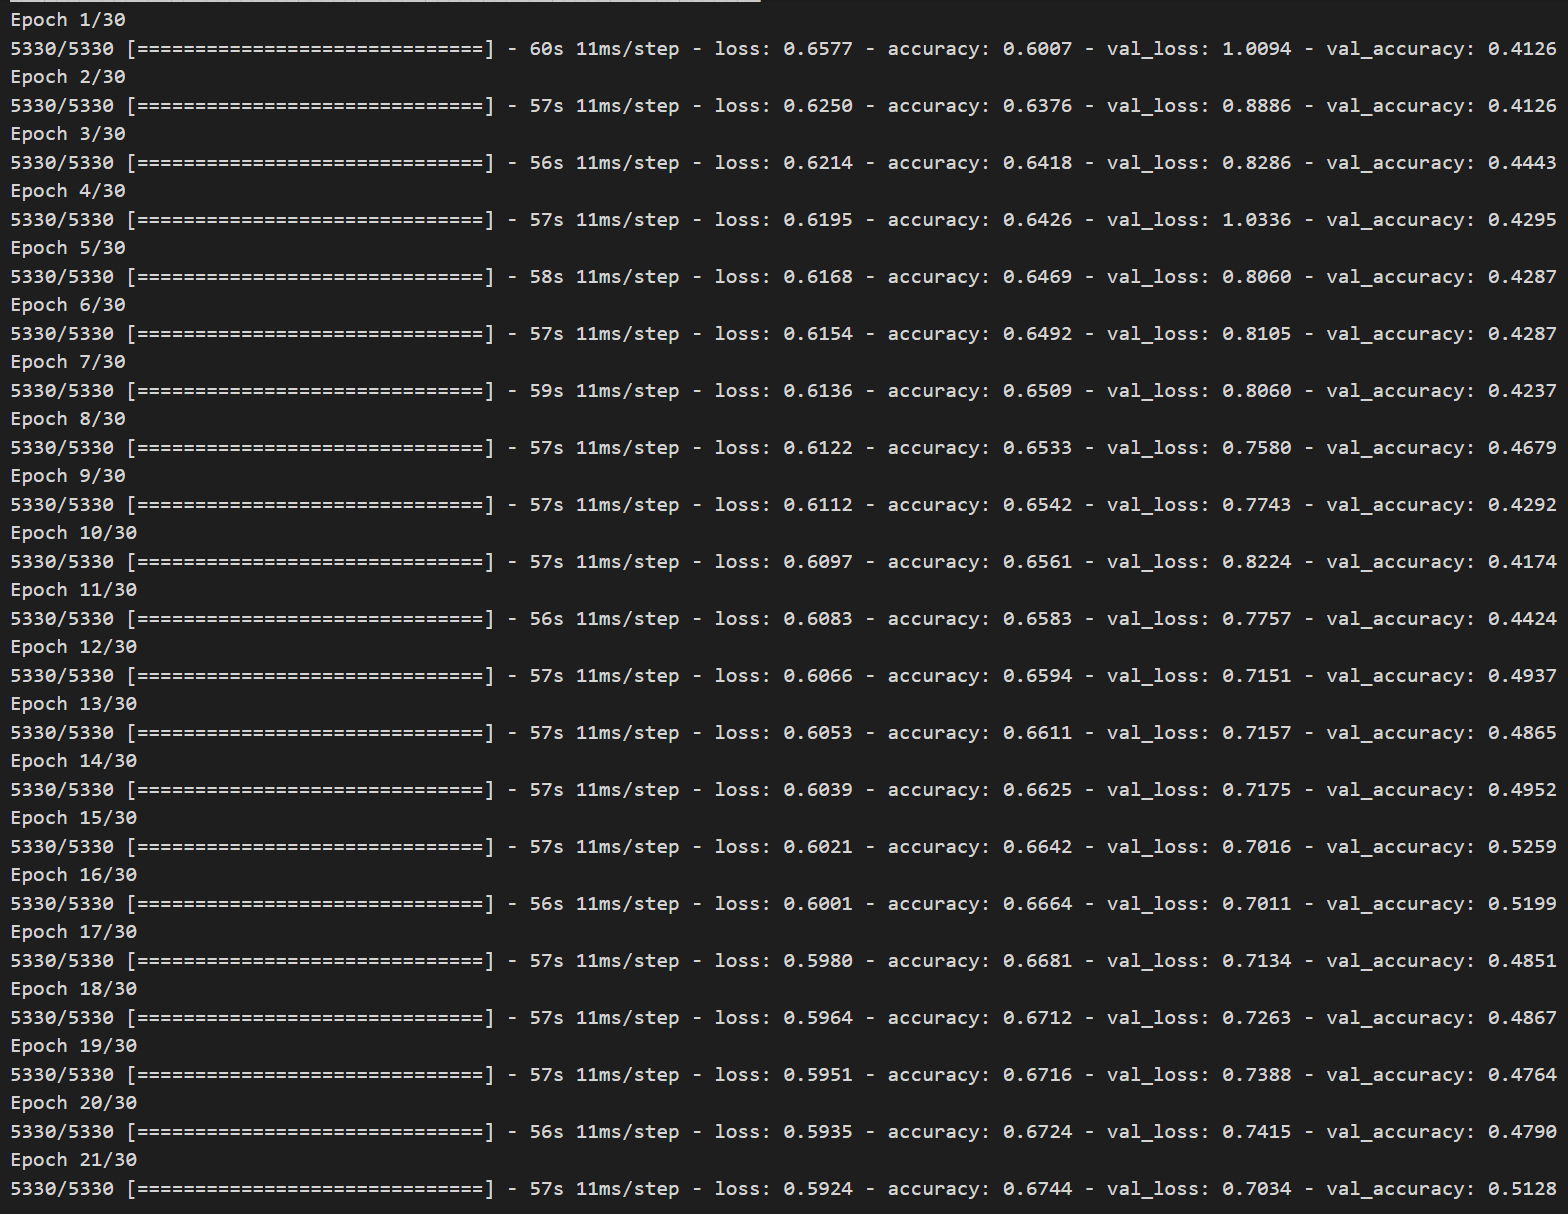 Epoch 1/30
5330/5330 [==============================] - 60s 11ms/step - loss: 0.6577 - accuracy: 0.6007 - val_loss: 1.0094 - val_accuracy: 0.4126
Epoch 2/30
5330/5330 [==============================] - 57s 11ms/step - loss: 0.6250 - accuracy: 0.6376 - val_loss: 0.8886 - val_accuracy: 0.4126
Epoch 3/30
5330/5330 [==============================] - 56s 11ms/step - loss: 0.6214 - accuracy: 0.6418 - val_loss: 0.8286 - val_accuracy: 0.4443
Epoch 4/30
5330/5330 [==============================] - 57s 11ms/step - loss: 0.6195 - accuracy: 0.6426 - val_loss: 1.0336 - val_accuracy: 0.4295
Epoch 5/30
5330/5330 [==============================] - 58s 11ms/step - loss: 0.6168 - accuracy: 0.6469 - val_loss: 0.8060 - val_accuracy: 0.4287
Epoch 6/30
5330/5330 [==============================] - 57s 11ms/step - loss: 0.6154 - accuracy: 0.6492 - val_loss: 0.8105 - val_accuracy: 0.4287
Epoch 7/30
5330/5330 [==============================] - 59s 11ms/step - loss: 0.6136 - accuracy: 0.6509 - val_loss: 0.8060 - val_accuracy: 0.4237
Epoch 8/30
5330/5330 [==============================] - 57s 11ms/step - loss: 0.6122 - accuracy: 0.6533 - val_loss: 0.7580 - val_accuracy: 0.4679
Epoch 9/30
5330/5330 [==============================] - 57s 11ms/step - loss: 0.6112 - accuracy: 0.6542 - val_loss: 0.7743 - val_accuracy: 0.4292
Epoch 10/30
5330/5330 [==============================] - 57s 11ms/step - loss: 0.6097 - accuracy: 0.6561 - val_loss: 0.8224 - val_accuracy: 0.4174
Epoch 11/30
5330/5330 [==============================] - 56s 11ms/step - loss: 0.6083 - accuracy: 0.6583 - val_loss: 0.7757 - val_accuracy: 0.4424
Epoch 12/30
5330/5330 [==============================] - 57s 11ms/step - loss: 0.6066 - accuracy: 0.6594 - val_loss: 0.7151 - val_accuracy: 0.4937
Epoch 13/30
5330/5330 [==============================] - 57s 11ms/step - loss: 0.6053 - accuracy: 0.6611 - val_loss: 0.7157 - val_accuracy: 0.4865
Epoch 14/30
5330/5330 [==============================] - 57s 11ms/step - loss: 0.6039 - accuracy: 0.6625 - val_loss: 0.7175 - val_accuracy: 0.4952
Epoch 15/30
5330/5330 [==============================] - 57s 11ms/step - loss: 0.6021 - accuracy: 0.6642 - val_loss: 0.7016 - val_accuracy: 0.5259
Epoch 16/30
5330/5330 [==============================] - 56s 11ms/step - loss: 0.6001 - accuracy: 0.6664 - val_loss: 0.7011 - val_accuracy: 0.5199
Epoch 17/30
5330/5330 [==============================] - 57s 11ms/step - loss: 0.5980 - accuracy: 0.6681 - val_loss: 0.7134 - val_accuracy: 0.4851
Epoch 18/30
5330/5330 [==============================] - 57s 11ms/step - loss: 0.5964 - accuracy: 0.6712 - val_loss: 0.7263 - val_accuracy: 0.4867
Epoch 19/30
5330/5330 [==============================] - 57s 11ms/step - loss: 0.5951 - accuracy: 0.6716 - val_loss: 0.7388 - val_accuracy: 0.4764
Epoch 20/30
5330/5330 [==============================] - 56s 11ms/step - loss: 0.5935 - accuracy: 0.6724 - val_loss: 0.7415 - val_accuracy: 0.4790
Epoch 21/30
5330/5330 [==============================] - 57s 11ms/step - loss: 0.5924 - accuracy: 0.6744 - val_loss: 0.7034 - val_accuracy: 0.5128